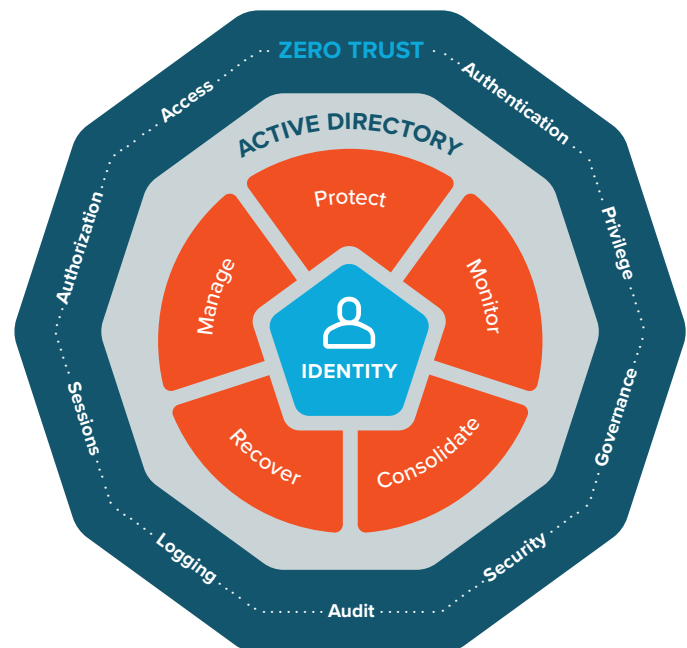 ZERO TRUST
Authentication
Privilege
Governance
Security
Audit
Logging
Sessions
Authorization
Access
ACTIVE DIRECTORY
Protect
Monitor
Consolidate
Recover
Manage
IDENTITY